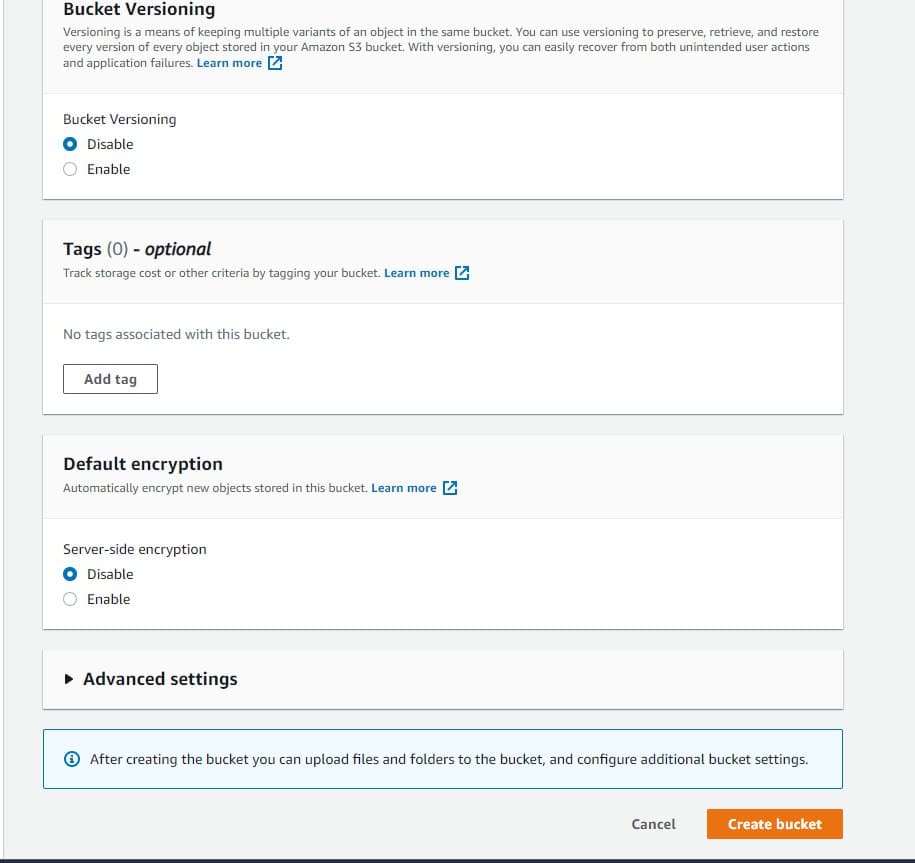 Bucket Versioning
Versioning is a means of keeping multiple variants of an object in the same bucket. You can use versioning to preserve, retrieve, and restore
every version of every object stored in your Amazon S3 bucket. With versioning, you can easily recover from both unintended user actions
and application failures. Learn more
Bucket Versioning
Disable
Enable
Tags (0) - optional
Track storage cost or other criteria by tagging your bucket. Learn more
No tags associated with this bucket.
Add tag
Default encryption
Automatically encrypt new objects stored in this bucket. Learn more
Server-side encryption
Disable
Enable
Advanced settings
After creating the bucket you can upload files and folders to the bucket, and configure additional bucket settings.
Cancel Create bucket